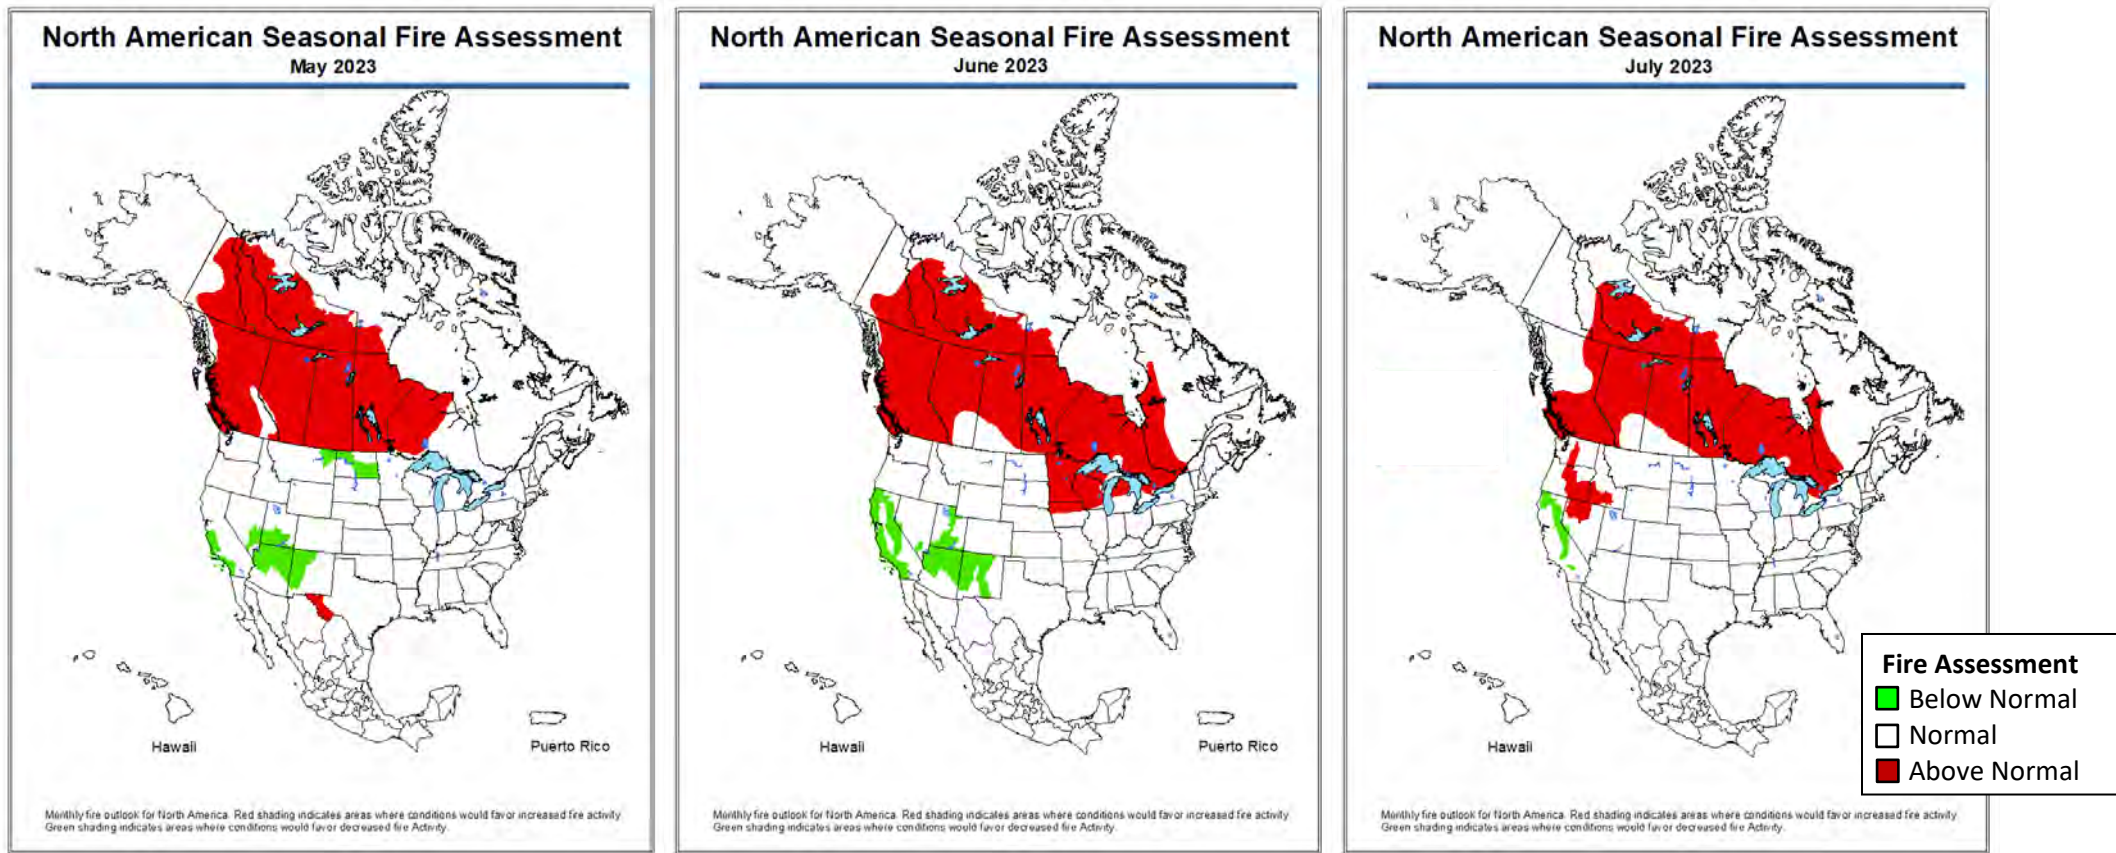 North American Seasonal Fire Assessment
May 2023
Hawaii
Puerto Rico
Monthly fire outlook for North America. Red shading indicates areas where conditions would favor increased fire activity
Green shading indicates areas where conditions would favor decreased fire Activity.
North American Seasonal Fire Assessment
June 2023
Hawaii
Puerto Rico
Monthly fire outlook for North America. Red shading indicates areas where conditions would favor increased fire activity
Green shading indicates areas where conditions would favor decreased fire Activity.
North American Seasonal Fire Assessment
July 2023
Hawaii
Monthly fire outlook for North America. Red shading indicates areas where conditions would favor increased fire activity
Green shading indicates areas where conditions would favor decreased fire Activity.
Fire Assessment
Below Normal
Normal
Above Normal